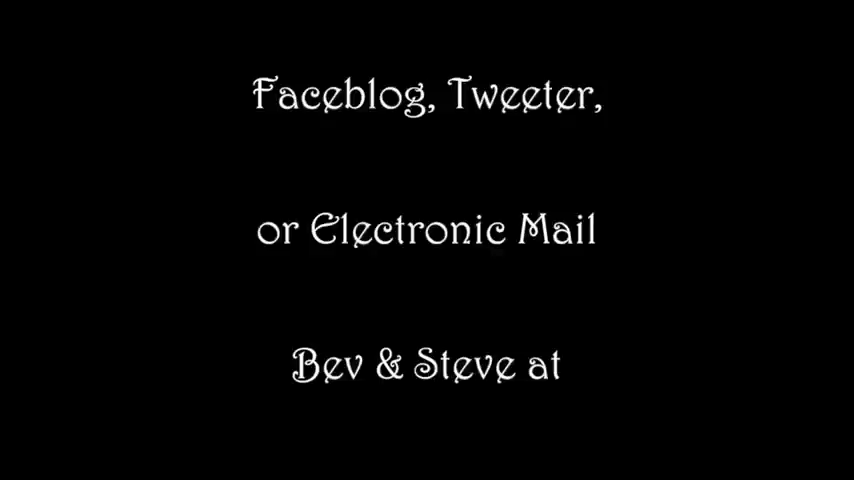 Faceblog, Tweeter,
or Electronic Mail
Bev & Steve at